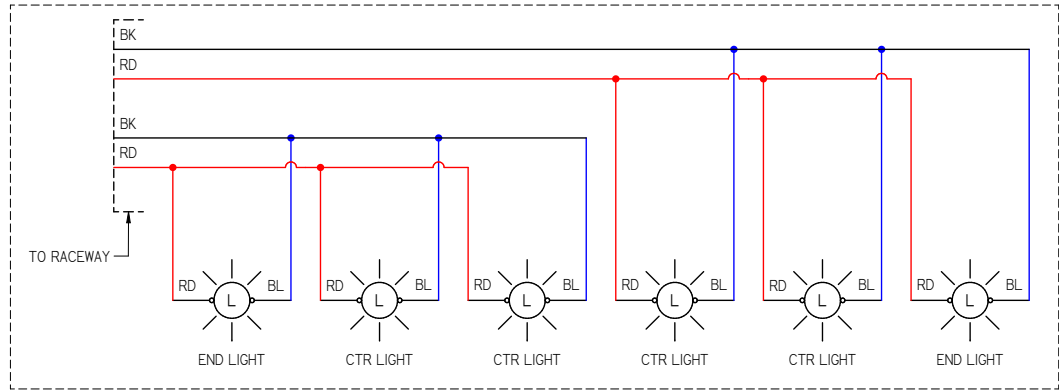 BK
RD
BK
RD
TO RACEWAY
RD L BL RD L BL RD L BL RD L BL RD L BL RD L BL
END LIGHT CTR LIGHT CTR LIGHT CTR LIGHT CTR LIGHT END LIGHT